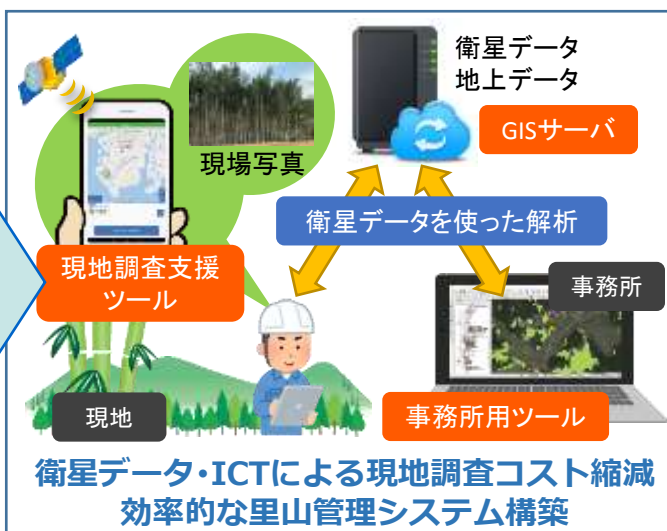 衛星データ
地上データ
GISサーバ
現場写真
衛星データを使った解析
現地調査支援
ツール
事務所
現地
事務所用ツール
衛星データ・ICTによる現地調査コスト縮減
効率的な里山管理システム構築